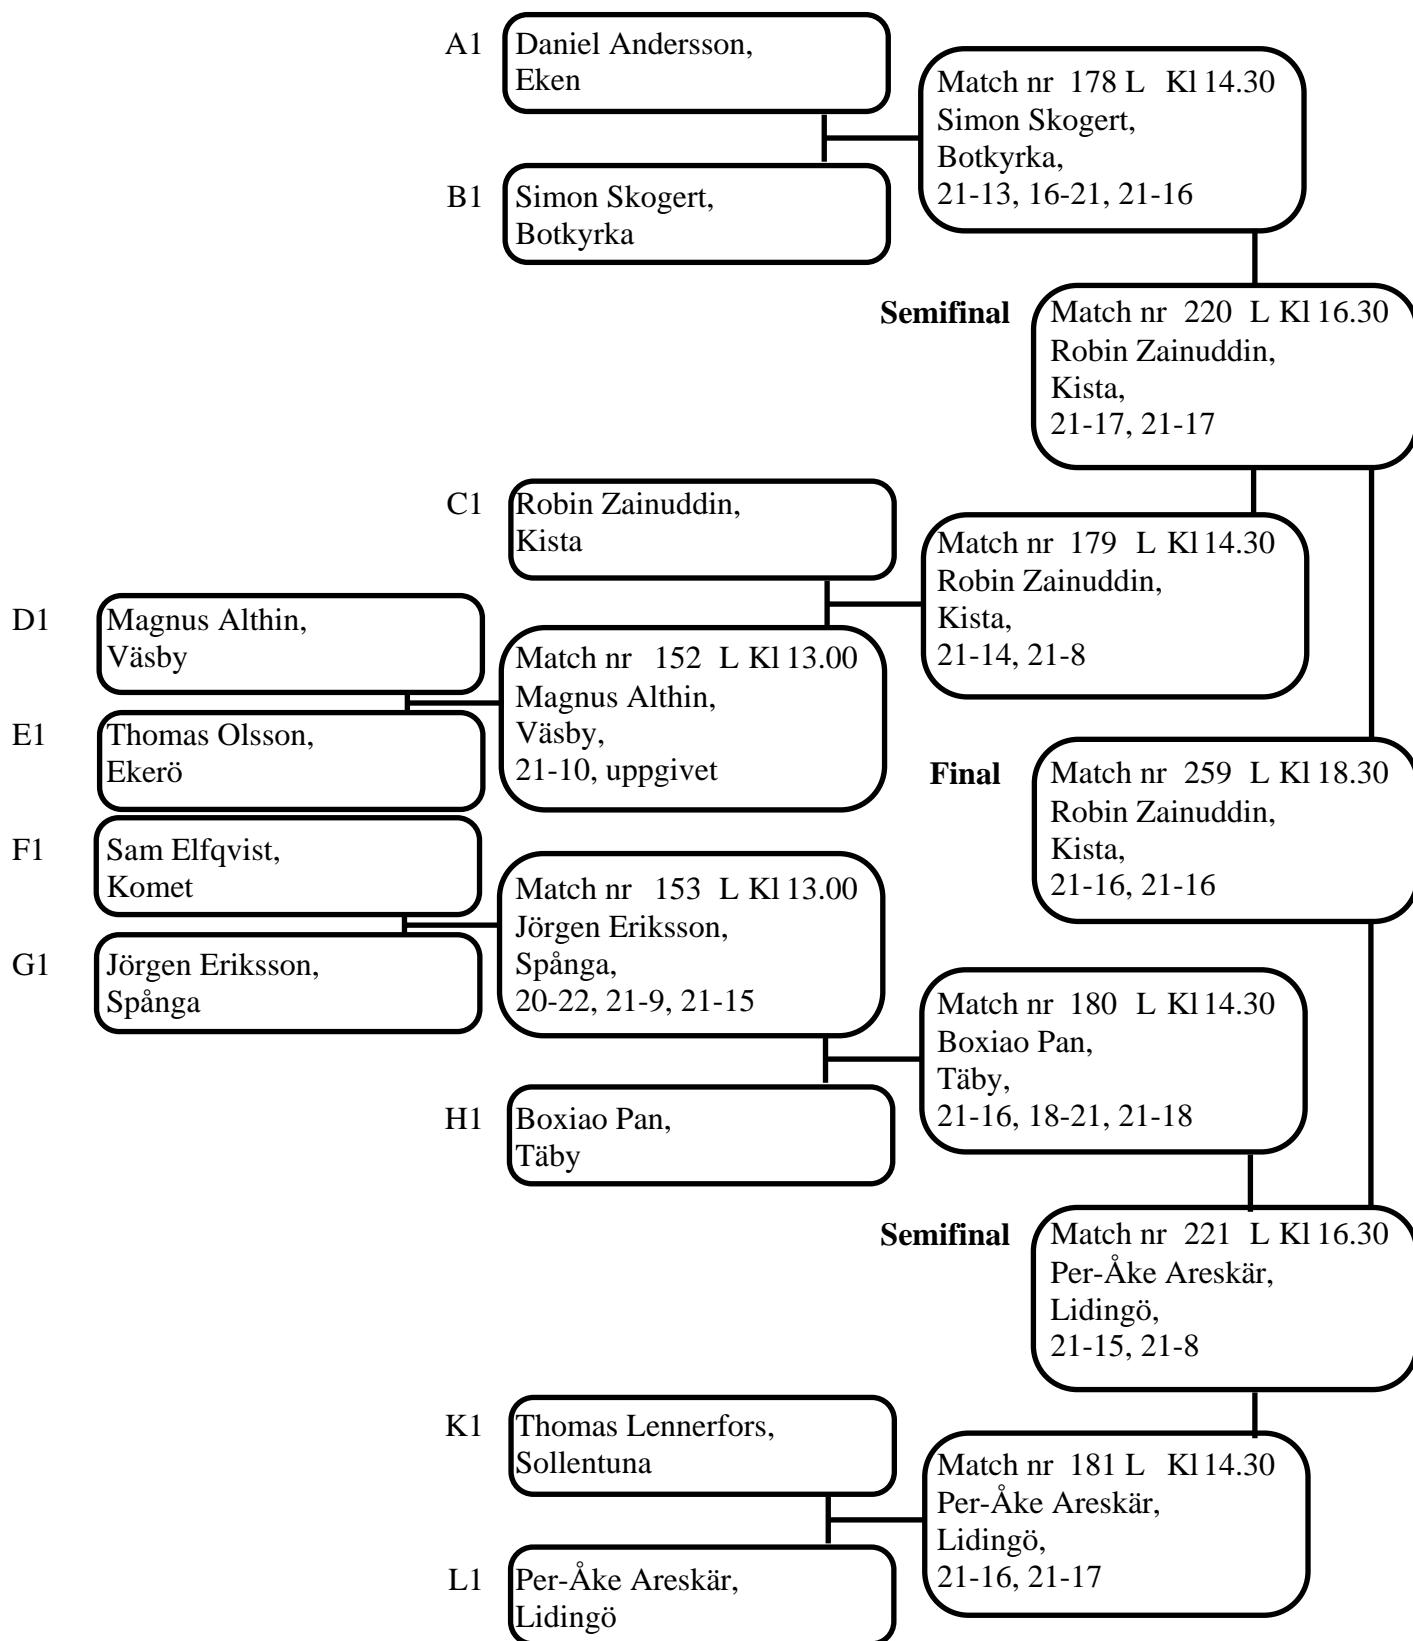 A1
Daniel Andersson,
Eken
Match nr 178 L Kl 14.30
Simon Skogert,
Botkyrka,
21-13, 16-21, 21-16
B1
Simon Skogert,
Botkyrka
Semifinal
Match nr 220 L Kl 16.30
Robin Zainuddin,
Kista,
21-17, 21-17
C1
Robin Zainuddin,
Kista
Match nr 179 L Kl 14.30
Robin Zainuddin,
Kista,
21-14, 21-8
D1
Magnus Althin,
Väsby
Match nr 152 L Kl 13.00
Magnus Althin,
Väsby,
21-10, uppgivet
E1
Thomas Olsson,
Ekerö
Final
Match nr 259 L Kl 18.30
Robin Zainuddin,
Kista,
21-16, 21-16
F1
Sam Elfqvist,
Komet
Match nr 153 L Kl 13.00
Jörgen Eriksson,
Spånga,
20-22, 21-9, 21-15
G1
Jörgen Eriksson,
Spånga
Match nr 180 L Kl 14.30
Boxiao Pan,
Täby,
21-16, 18-21, 21-18
H1
Boxiao Pan,
Täby
Semifinal
Match nr 221 L Kl 16.30
Per-Åke Areskär,
Lidingö,
21-15, 21-8
K1
Thomas Lennerfors,
Sollentuna
Match nr 181 L Kl 14.30
Per-Åke Areskär,
Lidingö,
21-16, 21-17
L1
Per-Åke Areskär,
Lidingö